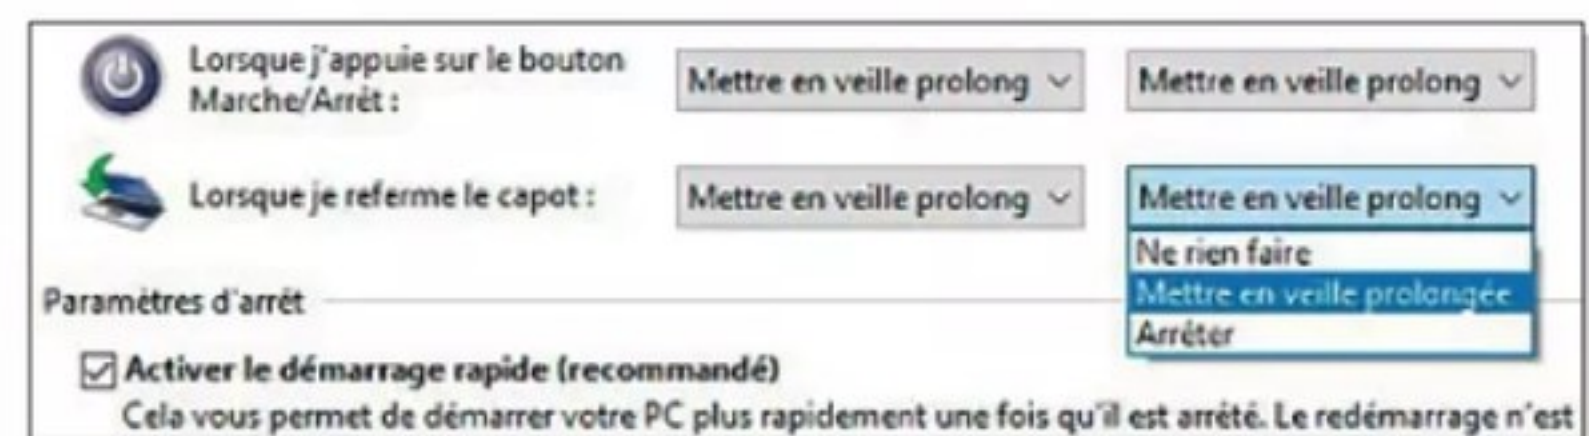 Lorsque j'appuie sur le bouton
Marche/Arrêt :
Mettre en veille prolong
Mettre en veille prolong
Lorsque je referme le capot :
Mettre en veille prolong
Mettre en veille prolong
Ne rien faire
Mettre en veille prolongée
Arrêter
Paramètres d'arrêt
Activer le démarrage rapide (recommandé)
Cela vous permet de démarrer votre PC plus rapidement une fois qu'il est arrêté. Le redémarrage n'est